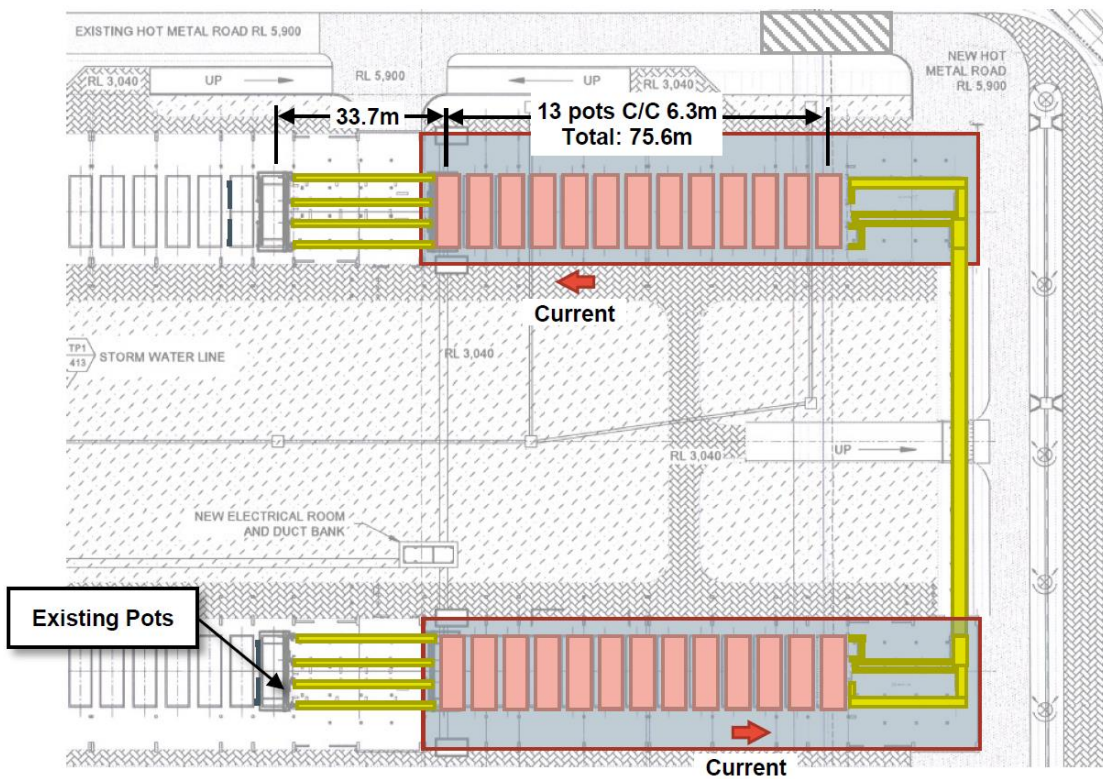 EXISTING HOT METAL ROAD RL 5,900
RL 3,040
UP
RL 5,900
UP
RL 3,040
NEW HOT
METAL ROAD
RL 5,900
33.7m
13 pots C/C 6.3m
Total: 75.6m
Current
TP1
413
STORM WATER LINE
RL 3,040
RL 3,040
UP
NEW ELECTRICAL ROOM
AND DUCT BANK
Existing Pots
Current